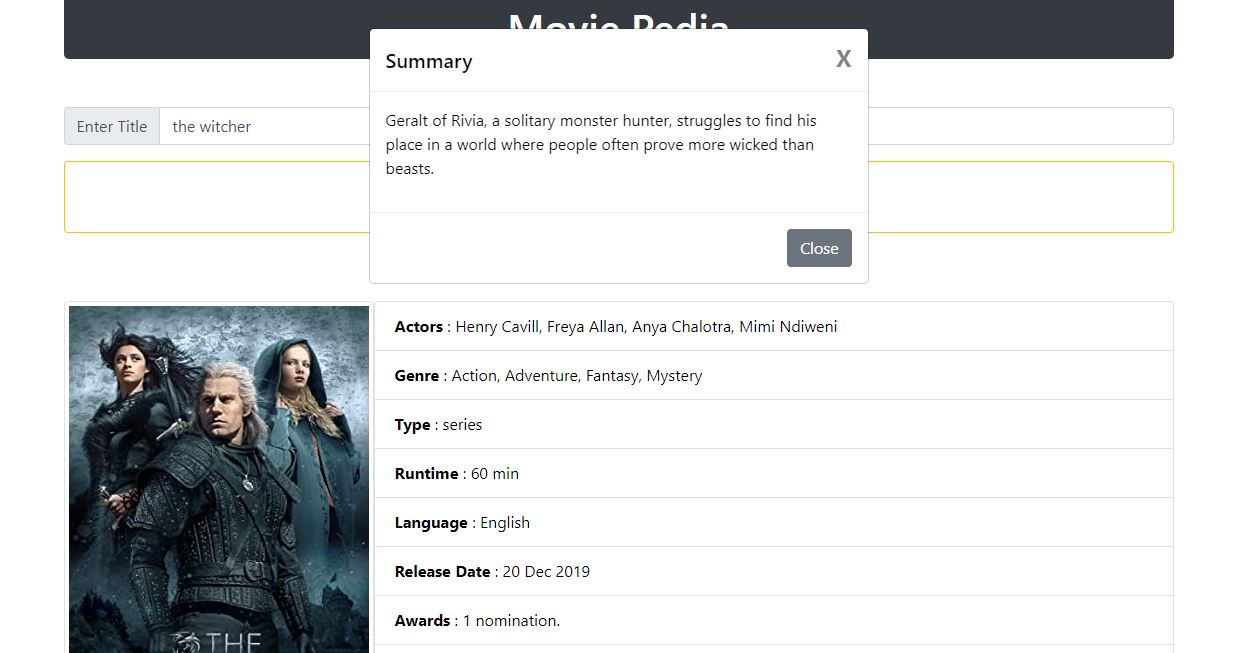 Movie Pedia
Summary
X
Geralt of Rivia, a solitary monster hunter, struggles to find his
place in a world where people often prove more wicked than
beasts.
Close
Enter Title
the witcher
Actors : Henry Cavill, Freya Allan, Anya Chalotra, Mimi Ndiweni
Genre : Action, Adventure, Fantasy, Mystery
Type : series
Runtime : 60 min
Language : English
Release Date : 20 Dec 2019
Awards : 1 nomination.
THE